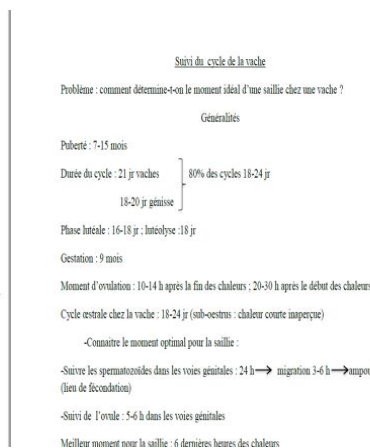 Suivi du cycle de la vache
Problème : comment détermine-t-on le moment idéal d'une saillie chez une vache ?
Généralités
Puberté : 7-15 mois
Durée du cycle : 21 jr vaches 80% des cycles 18-24 jr
18-20 jr génisse
Phase lutéale : 16-18 jr ; lutéolyse :18 jr
Gestation : 9 mois
Moment d'ovulation : 10-14 h après la fin des chaleurs ; 20-30 h après le début des chaleurs
Cycle œstrale chez la vache : 18-24 jr (sub-oestrus : chaleur courte inaperçue)
-Connaitre le moment optimal pour la saillie :
-Suivre les spermatozoïdes dans les voies génitales : 24 h→ migration 3-6 h→ampou
(lieu de fécondation)
-Suivi de l'ovule : 5-6 h dans les voies génitales
Meilleur moment pour la saillie : 6 dernières heures des chaleurs